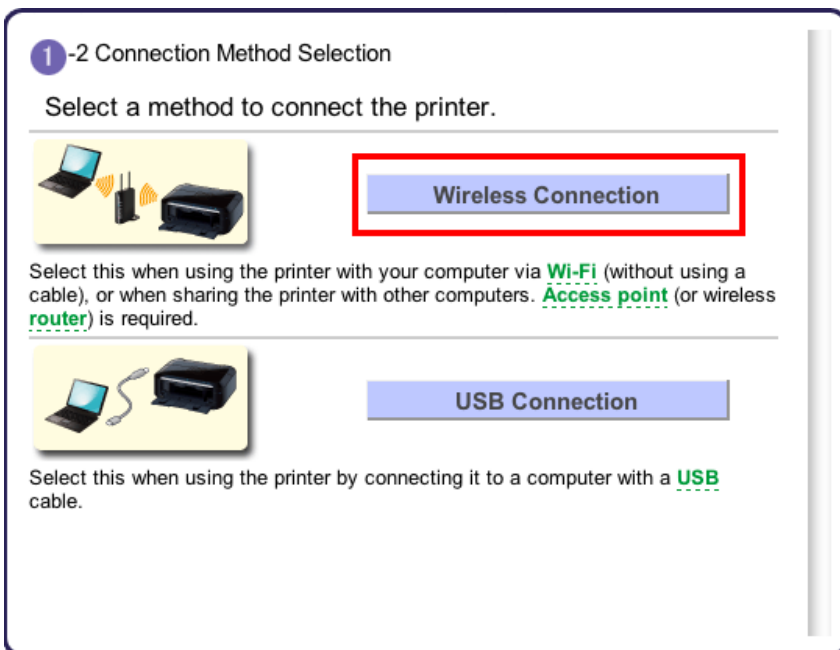 1-2 Connection Method Selection
Select a method to connect the printer.
Wireless Connection
Select this when using the printer with your computer via Wi-Fi (without using a
cable), or when sharing the printer with other computers. Access point (or wireless
router) is required.
USB Connection
Select this when using the printer by connecting it to a computer with a USB
cable.